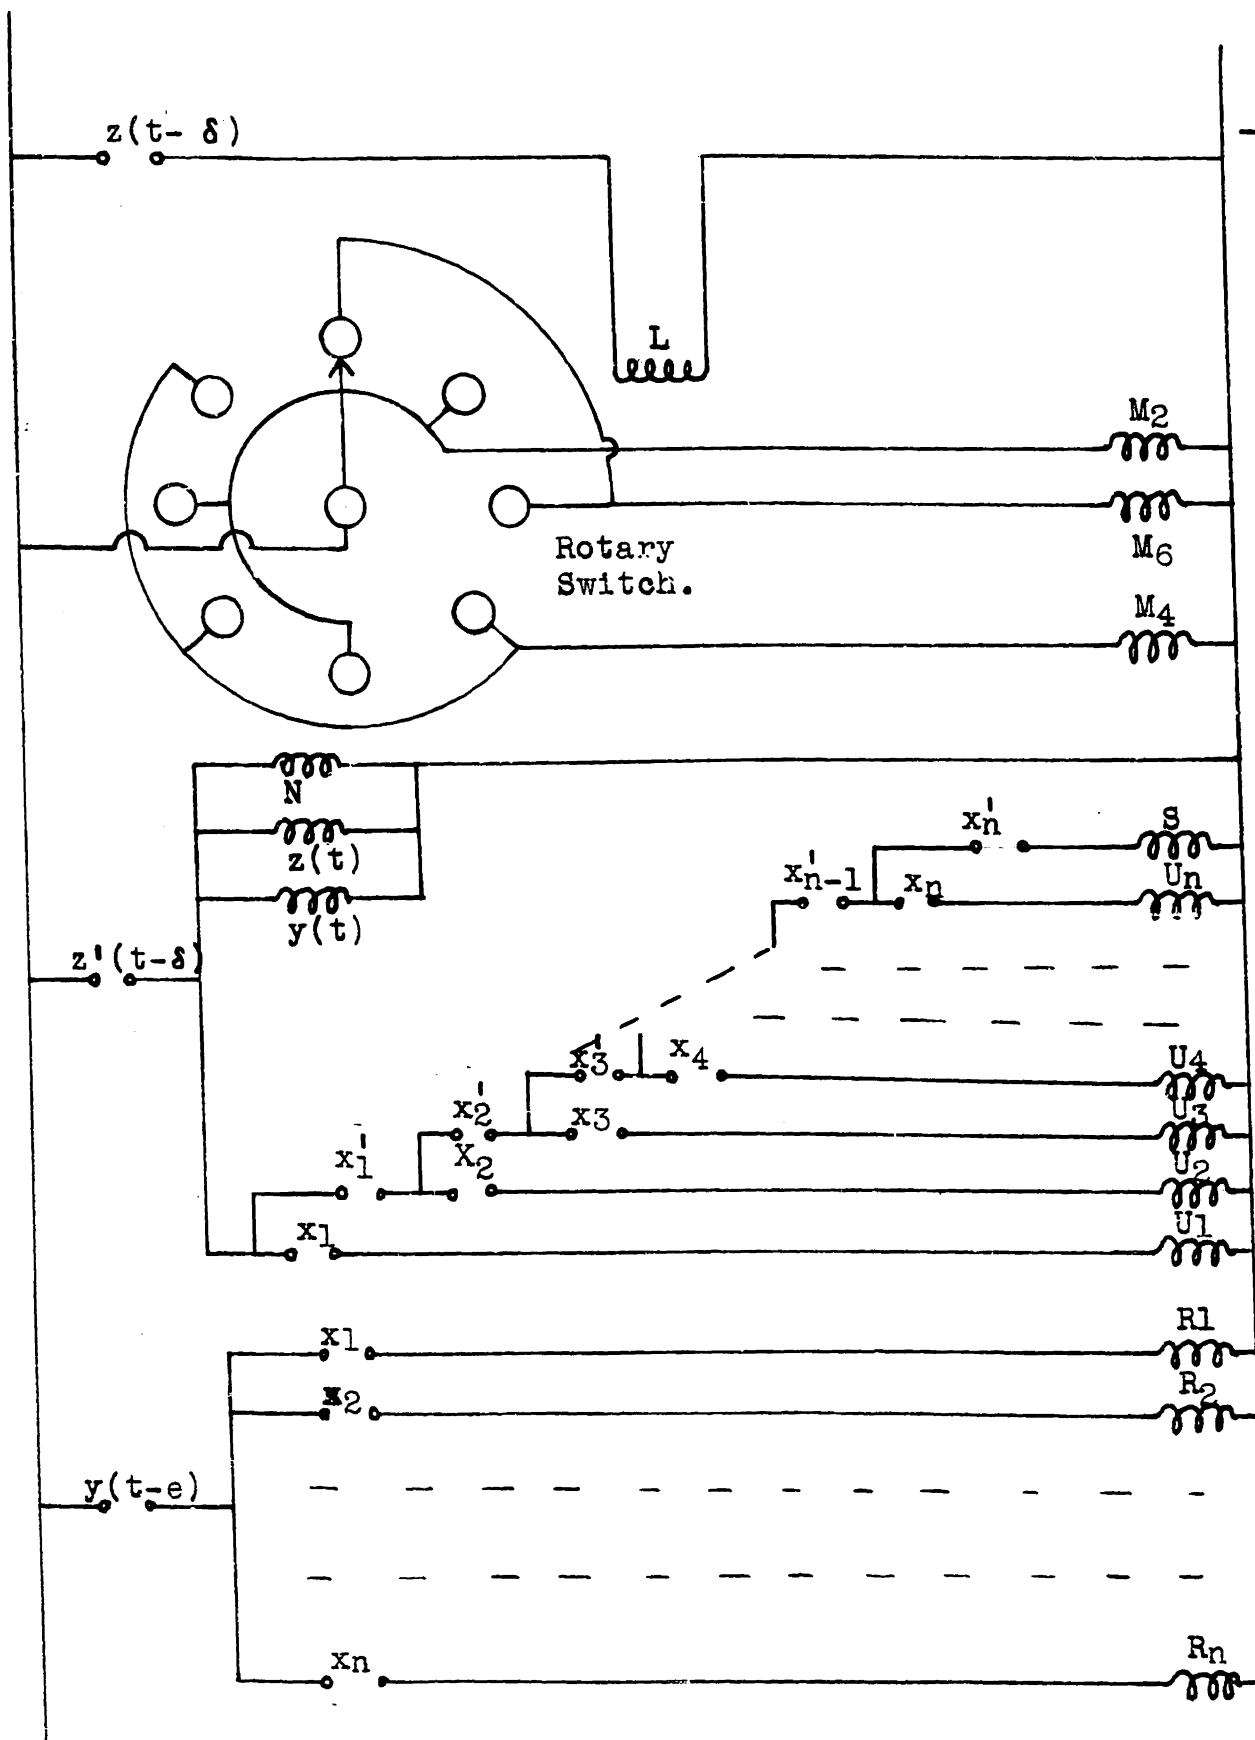 z(t- δ)
L
M2
M6
Rotary
Switch.
M4
N
z(t)
y(t)
x'n
S
x'n-1
xn
Un
z'(t-δ)
x'3
x4
U4
x'2
x3
U3
x'1
X2
U2
x1
U1
x1
R1
x2
R2
y(t-e)
xn
Rn